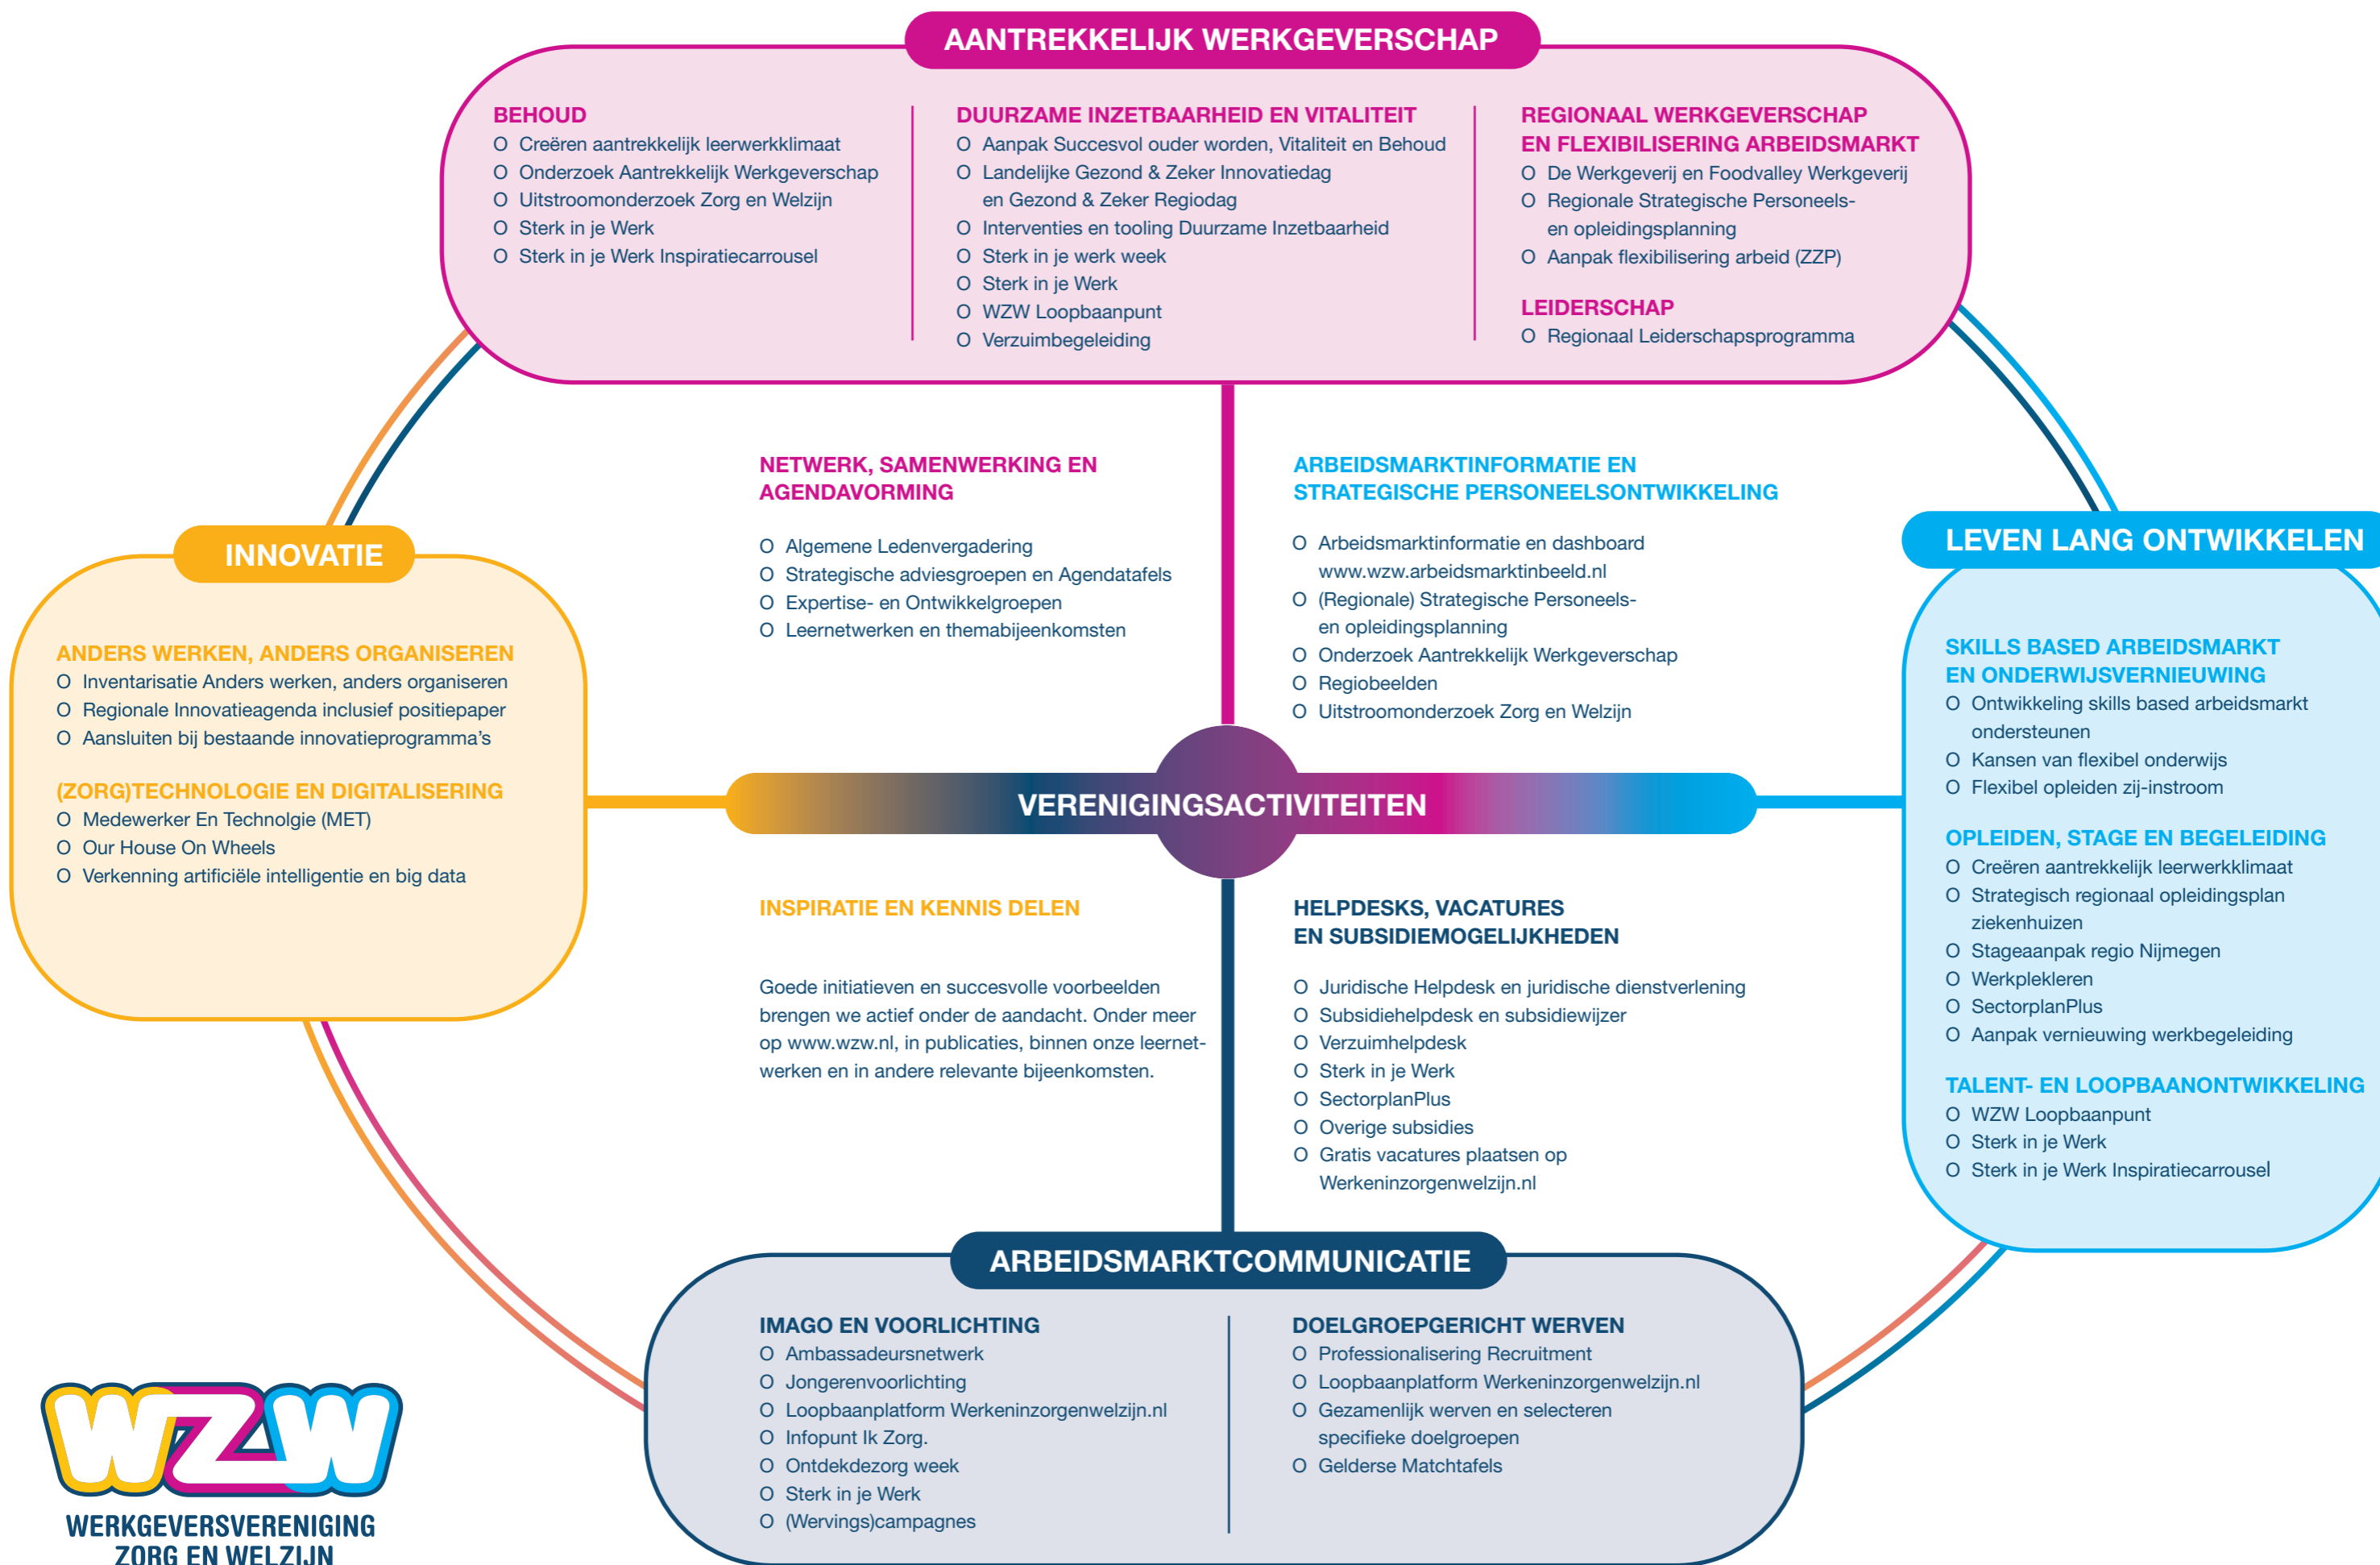 AANTREKKELIJK WERKGEVERSCHAP
BEHOUD
O Creëren aantrekkelijk leerwerkklimaat
O Onderzoek Aantrekkelijk Werkgeverschap
O Uitstroomonderzoek Zorg en Welzijn
O Sterk in je Werk
O Sterk in je Werk Inspiratiecarrousel
DUURZAME INZETBAARHEID EN VITALITEIT
O Aanpak Succesvol ouder worden, Vitaliteit en Behoud
O Landelijke Gezond & Zeker Innovatiedag
en Gezond & Zeker Regiodag
O Interventies en tooling Duurzame Inzetbaarheid
O Sterk in je werk week
O Sterk in je Werk
O WZW Loopbaanpunt
O Verzuimbegeleiding
REGIONAAL WERKGEVERSCHAP
EN FLEXIBILISERING ARBEIDSMARKT
O De Werkgeverij en Foodvalley Werkgeverij
O Regionale Strategische Personeels-
en opleidingsplanning
O Aanpak flexibilisering arbeid (ZZP)
LEIDERSCHAP
O Regionaal Leiderschapsprogramma
NETWERK, SAMENWERKING EN
AGENDAVORMING
O Algemene Ledenvergadering
O Strategische adviesgroepen en Agendatafels
O Expertise- en Ontwikkelgroepen
O Leernetwerken en themabijeenkomsten
ARBEIDSMARKTINFORMATIE EN
STRATEGISCHE PERSONEELSONTWIKKELING
O Arbeidsmarktinformatie en dashboard
www.wzw.arbeidsmarktinbeeld.nl
O (Regionale) Strategische Personeels-
en opleidingsplanning
O Onderzoek Aantrekkelijk Werkgeverschap
O Regiobeelden
O Uitstroomonderzoek Zorg en Welzijn
INNOVATIE
ANDERS WERKEN, ANDERS ORGANISEREN
O Inventarisatie Anders werken, anders organiseren
O Regionale Innovatieagenda inclusief positiepaper
O Aansluiten bij bestaande innovatieprogramma's
(ZORG)TECHNOLOGIE EN DIGITALISERING
O Medewerker En Technolgie (MET)
O Our House On Wheels
O Verkenning artificiële intelligentie en big data
VERENIGINGSACTIVITEITEN
LEVEN LANG ONTWIKKELEN
SKILLS BASED ARBEIDSMARKT
EN ONDERWIJSVERNIEUWING
O Ontwikkeling skills based arbeidsmarkt
ondersteunen
O Kansen van flexibel onderwijs
O Flexibel opleiden zij-instroom
OPLEIDEN, STAGE EN BEGELEIDING
O Creëren aantrekkelijk leerwerkklimaat
O Strategisch regionaal opleidingsplan
ziekenhuizen
O Stageaanpak regio Nijmegen
O Werkplekleren
O SectorplanPlus
O Aanpak vernieuwing werkbegeleiding
TALENT- EN LOOPBAANONTWIKKELING
O WZW Loopbaanpunt
O Sterk in je Werk
O Sterk in je Werk Inspiratiecarrousel
INSPIRATIE EN KENNIS DELEN
Goede initiatieven en succesvolle voorbeelden
brengen we actief onder de aandacht. Onder meer
op www.wzw.nl, in publicaties, binnen onze leernet-
werken en in andere relevante bijeenkomsten.
HELPDESKS, VACATURES
EN SUBSIDIEMOGELIJKHEDEN
O Juridische Helpdesk en juridische dienstverlening
O Subsidiehelpdesk en subsidiewijzer
O Verzuimhelpdesk
O Sterk in je Werk
O SectorplanPlus
O Overige subsidies
O Gratis vacatures plaatsen op
Werkeninzorgenwelzijn.nl
ARBEIDSMARKTCOMMUNICATIE
IMAGO EN VOORLICHTING
O Ambassadeursnetwerk
O Jongerenvoorlichting
O Loopbaanplatform Werkeninzorgenwelzijn.nl
O Infopunt Ik Zorg.
O Ontdekdezorg week
O Sterk in je Werk
O (Wervings)campagnes
DOELGROEPGERICHT WERVEN
O Professionalisering Recruitment
O Loopbaanplatform Werkeninzorgenwelzijn.nl
O Gezamenlijk werven en selecteren
specifieke doelgroepen
O Gelderse Matchtafels
WZW
WERKGEVERSVERENIGING
ZORG EN WELZIJN